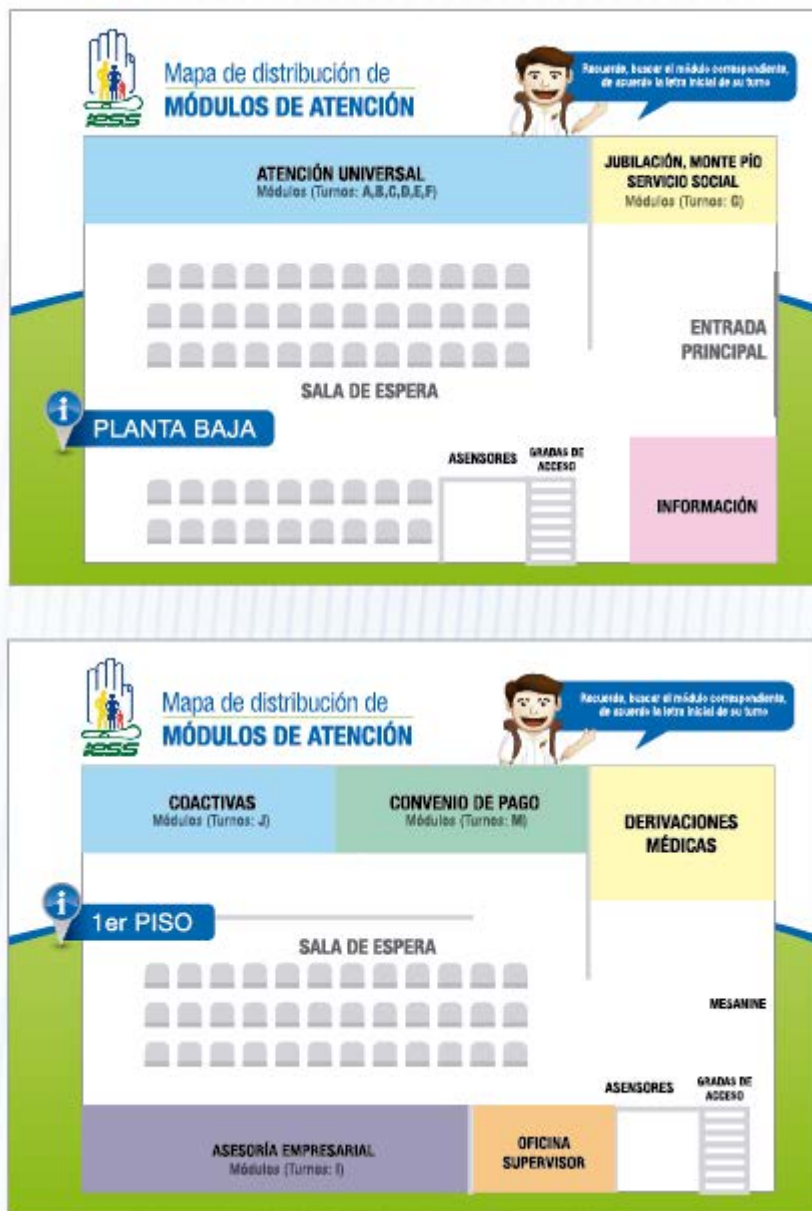 iess
Mapa de distribución de
MÓDULOS DE ATENCIÓN
Recuerde, buscar el módulo correspondiente,
de acuerdo la letra inicial de su turno
ATENCIÓN UNIVERSAL
Módulos (Turnos: A,B,C,D,E,F)
JUBILACIÓN, MONTE PÍO
SERVICIO SOCIAL
Módulos (Turnos: G)
ENTRADA
PRINCIPAL
SALA DE ESPERA
i
PLANTA BAJA
ASENSORES
GRADAS DE
ACCESO
INFORMACIÓN
iess
Mapa de distribución de
MÓDULOS DE ATENCIÓN
Recuerde, buscar el módulo correspondiente,
de acuerdo la letra inicial de su turno
COACTIVAS
Módulos (Turnos: J)
CONVENIO DE PAGO
Módulos (Turnos: M)
DERIVACIONES
MÉDICAS
i
1er PISO
SALA DE ESPERA
MESANINE
ASENSORES
GRADAS DE
ACCESO
ASESORÍA EMPRESARIAL
Módulos (Turnos: I)
OFICINA
SUPERVISOR